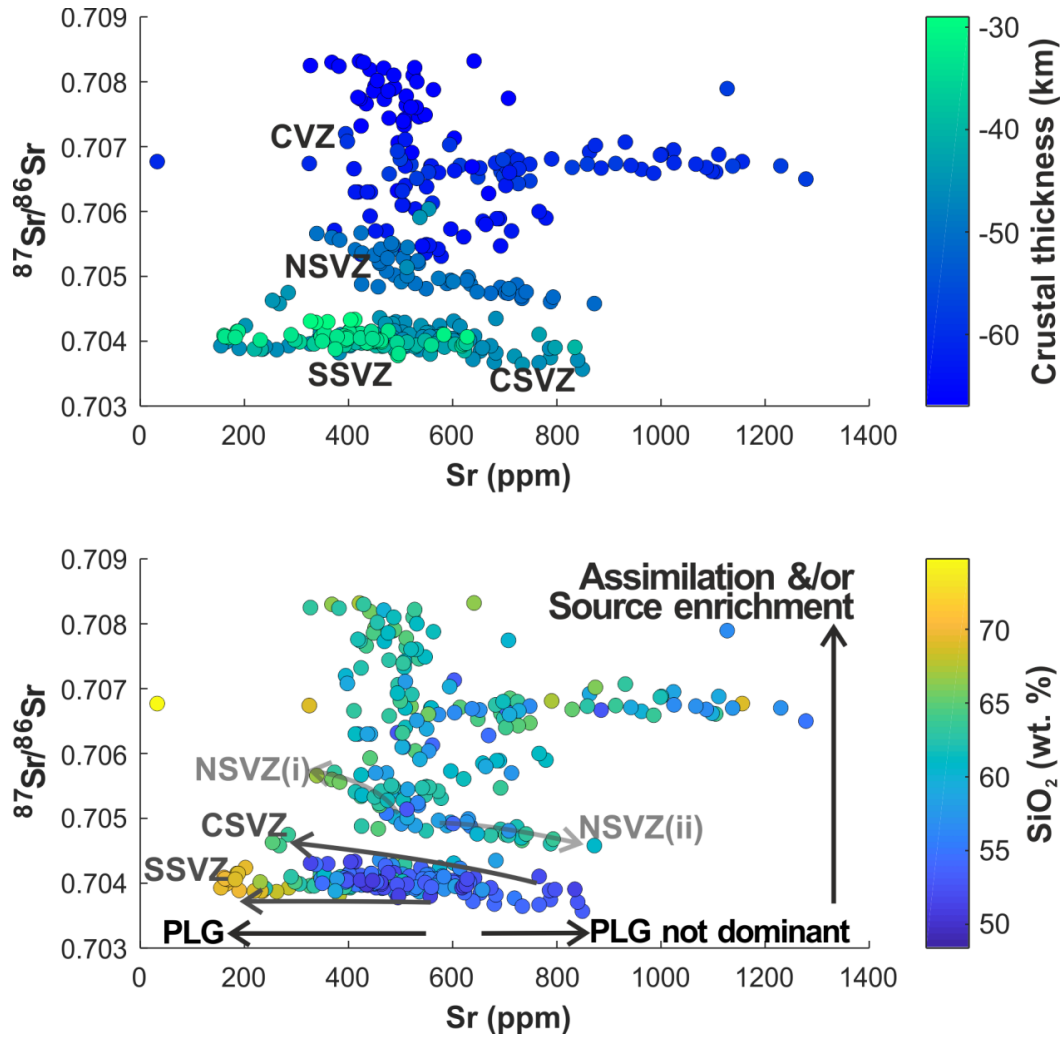 0.709
0.708
0.707
0.706
0.705
0.704
0.703
87Sr/86Sr
CVZ
NSVZ
SSVZ
CSVZ
0 200 400 600 800 1000 1200 1400
Sr (ppm)
-30
-40
-50
-60
Crustal thickness (km)
0.709
0.708
0.707
0.706
0.705
0.704
0.703
87Sr/86Sr
Assimilation &/or
Source enrichment
NSVZ(i)
CSVZ
NSVZ(ii)
SSVZ
PLG
PLG not dominant
0 200 400 600 800 1000 1200 1400
Sr (ppm)
70
65
60
55
50
SiO2 (wt. %)